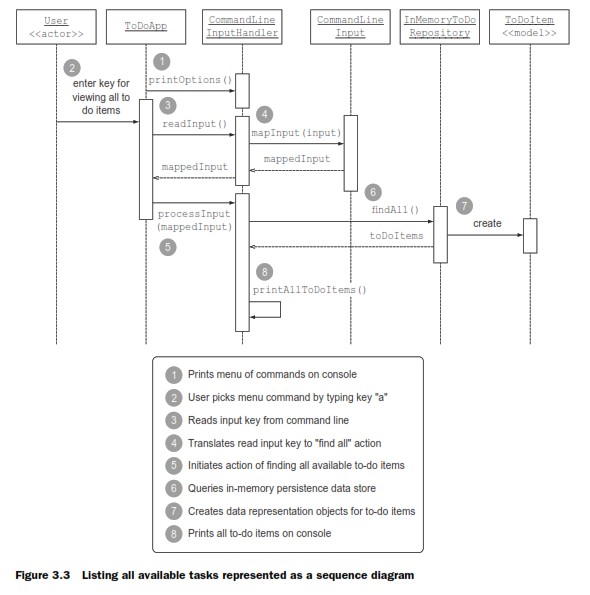 User
<<actor>>
ToDoApp
CommandLine
InputHandler
CommandLine
Input
InMemoryToDo
Repository
ToDoItem
<<model>>
1
printOptions()
2
enter key for
viewing all to
do items
3
readInput()
4
mapInput(input)
mappedInput
mappedInput
processInput
(mappedInput)
5
6
findAll()
7
create
toDoItems
8
printAllToDoItems()
1 Prints menu of commands on console
2 User picks menu command by typing key "a"
3 Reads input key from command line
4 Translates read input key to "find all" action
5 Initiates action of finding all available to-do items
6 Queries in-memory persistence data store
7 Creates data representation objects for to-do items
8 Prints all to-do items on console
Figure 3.3 Listing all available tasks represented as a sequence diagram